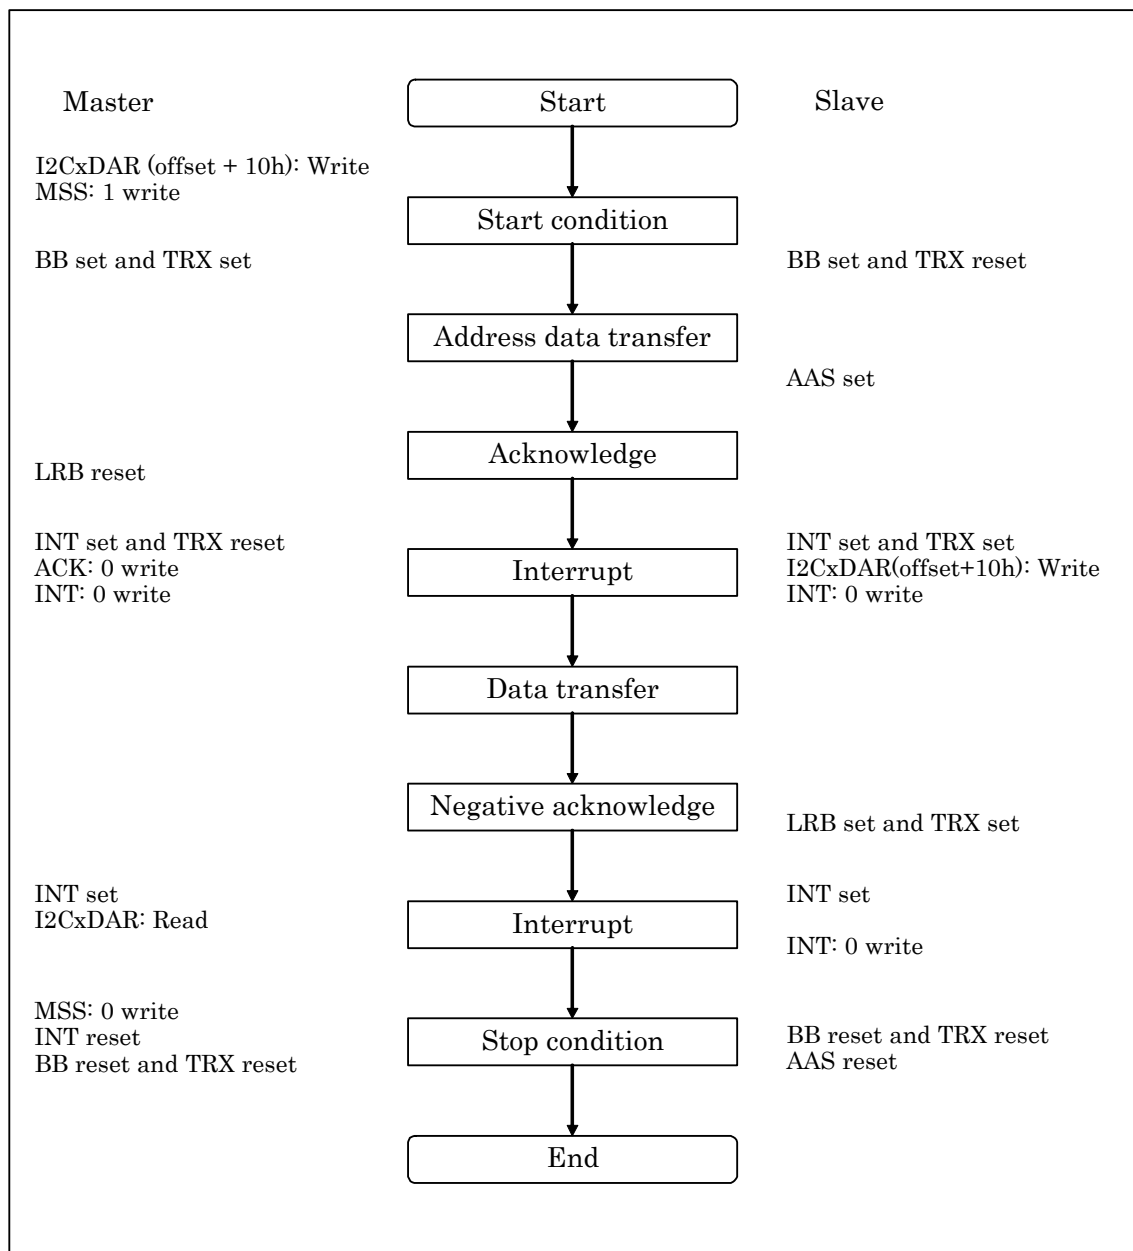 Master
Start
Slave
I2CxDAR (offset + 10h): Write
MSS: 1 write
Start condition
BB set and TRX set
BB set and TRX reset
Address data transfer
AAS set
Acknowledge
LRB reset
INT set and TRX reset
ACK: 0 write
INT: 0 write
Interrupt
INT set and TRX set
I2CxDAR(offset+10h): Write
INT: 0 write
Data transfer
Negative acknowledge
LRB set and TRX set
INT set
I2CxDAR: Read
Interrupt
INT set
INT: 0 write
MSS: 0 write
INT reset
BB reset and TRX reset
Stop condition
BB reset and TRX reset
AAS reset
End